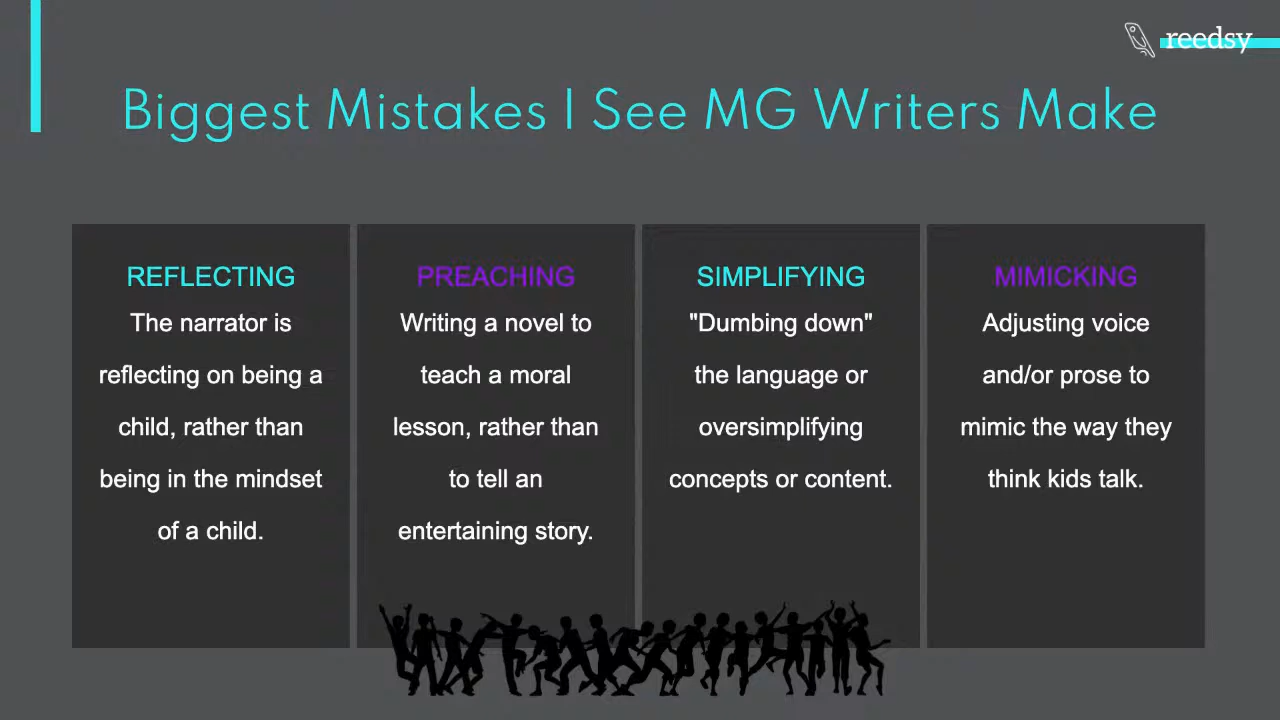 reedsy
Biggest Mistakes I See MG Writers Make
REFLECTING
The narrator is
reflecting on being a
child, rather than
being in the mindset
of a child.
PREACHING
Writing a novel to
teach a moral
lesson, rather than
to tell an
entertaining story.
SIMPLIFYING
"Dumbing down"
the language or
oversimplifying
concepts or content.
MIMICKING
Adjusting voice
and/or prose to
mimic the way they
think kids talk.